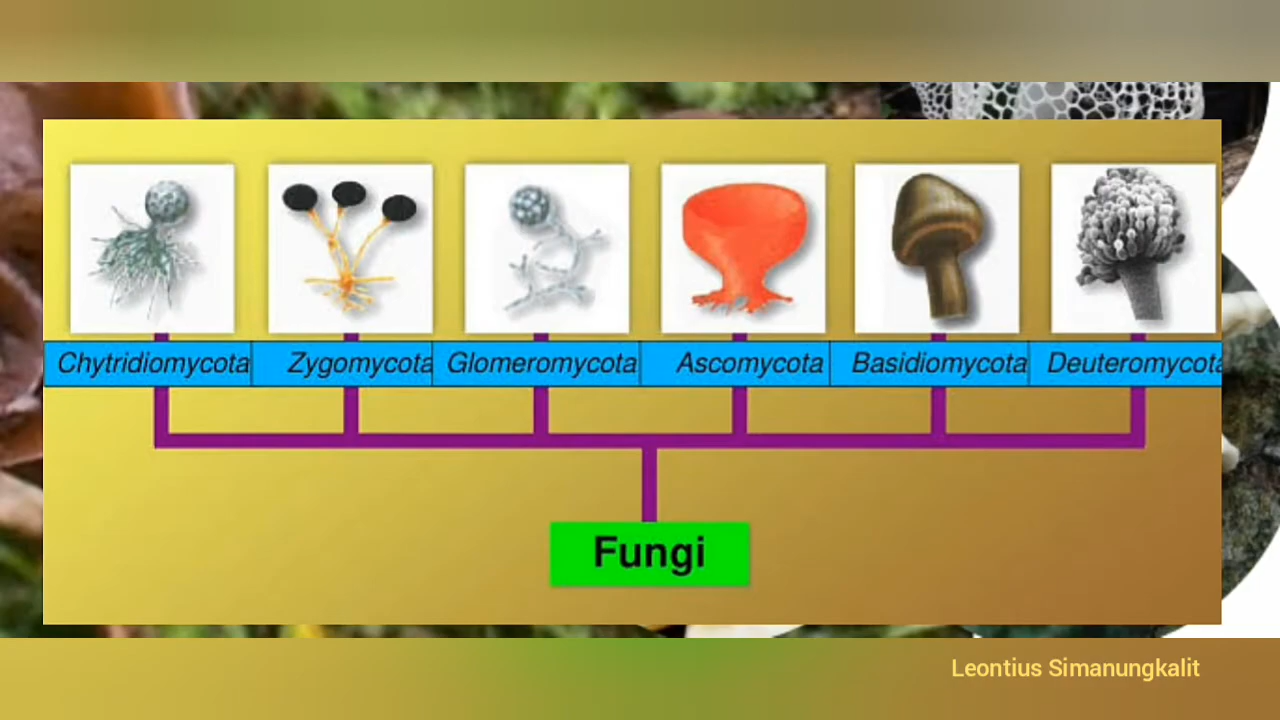 Chytridiomycota
Zygomycota
Glomeromycota
Ascomycota
Basidiomycota
Deuteromycota
Fungi
Leontius Simanungkalit